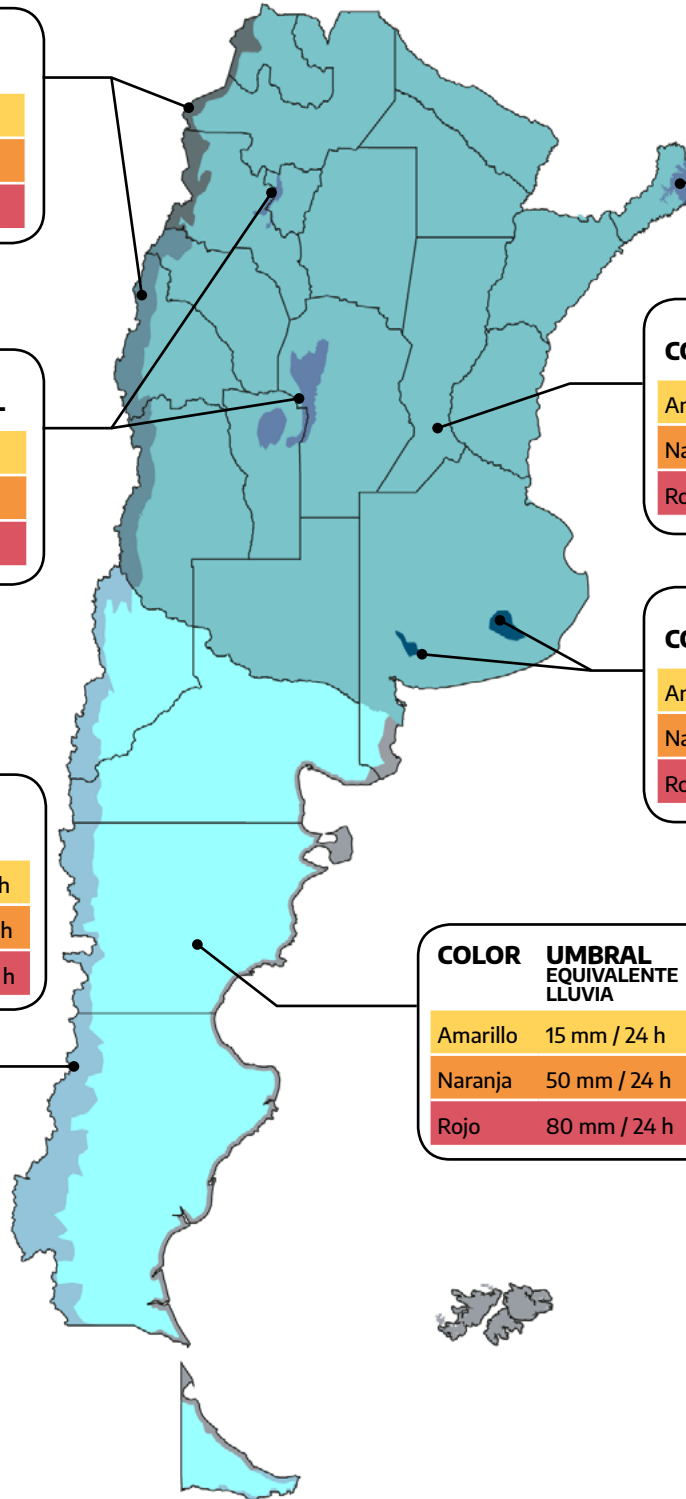 COLOR UMBRAL
EQUIVALENTE
LLUVIA
Amarillo 15 mm / 24 h
Naranja 50 mm / 24 h
Rojo 80 mm / 24 h
h
h
h